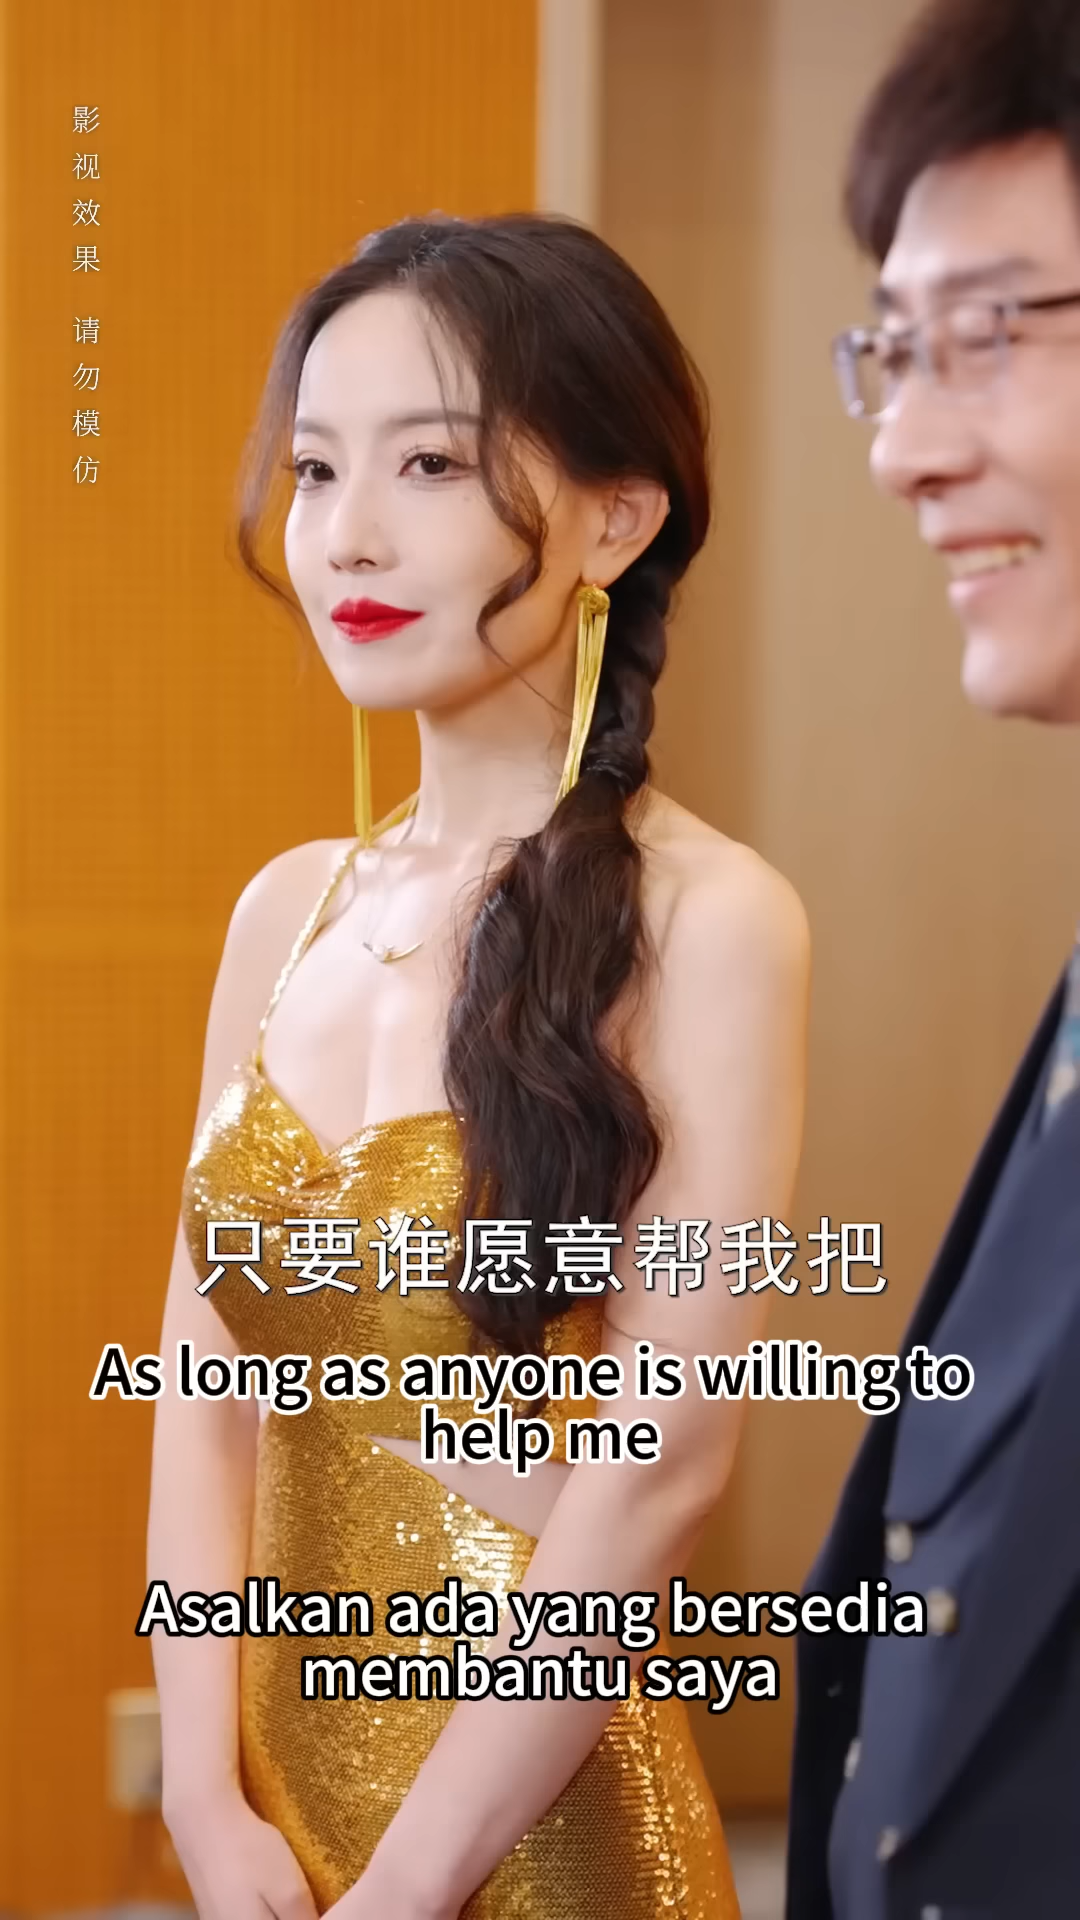 影视效果 请勿模仿
只要谁愿意帮我把
As long as anyone is willing to
help me
Asalkan ada yang bersedia
membantu saya